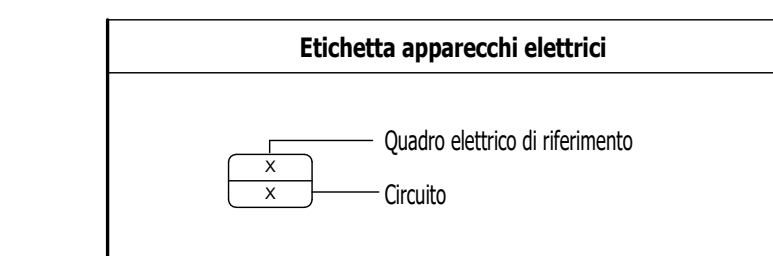 Etichetta apparecchi elettrici
Quadro elettrico di riferimento
X
X
Circuito